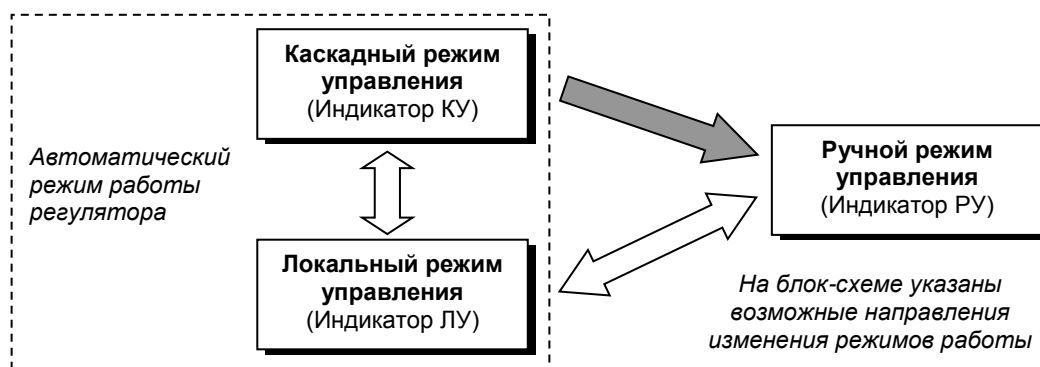 Каскадный режим
управления
(Индикатор КУ)
Автоматический
режим работы
регулятора
Локальный режим
управления
(Индикатор ЛУ)
Ручной режим
управления
(Индикатор РУ)
На блок-схеме указаны
возможные направления
изменения режимов работы